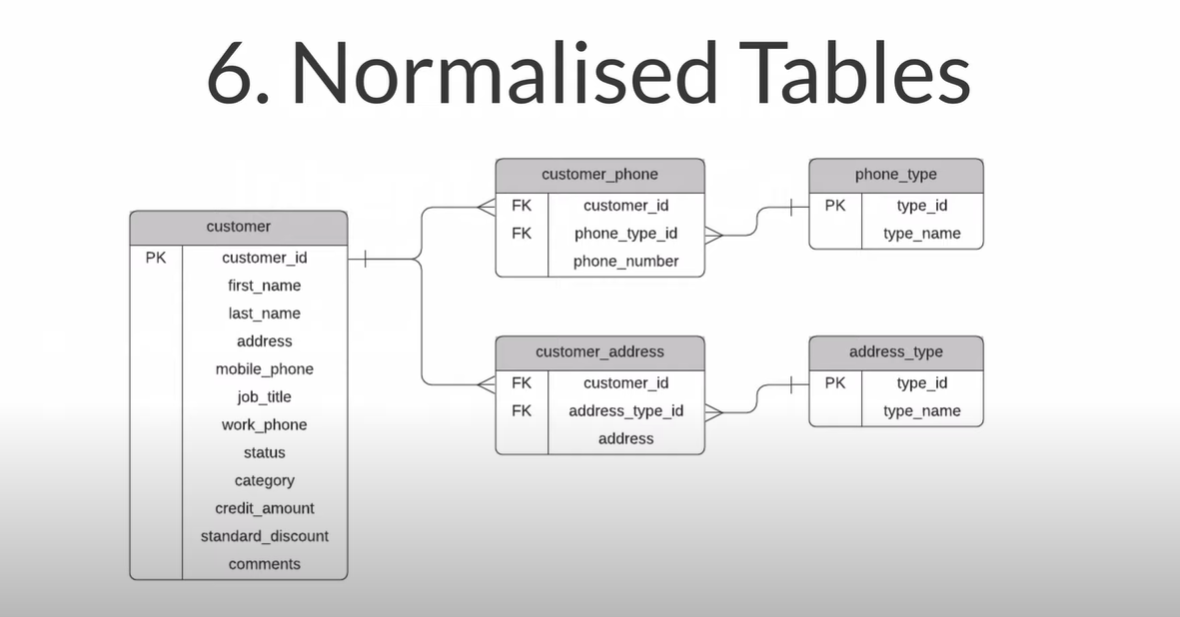 6. Normalised Tables
customer
PK customer_id
first_name
last_name
address
mobile_phone
job_title
work_phone
status
category
credit_amount
standard_discount
comments
customer_phone
FK customer_id
FK phone_type_id
phone_number
phone_type
PK type_id
type_name
customer_address
FK customer_id
FK address_type_id
address
address_type
PK type_id
type_name